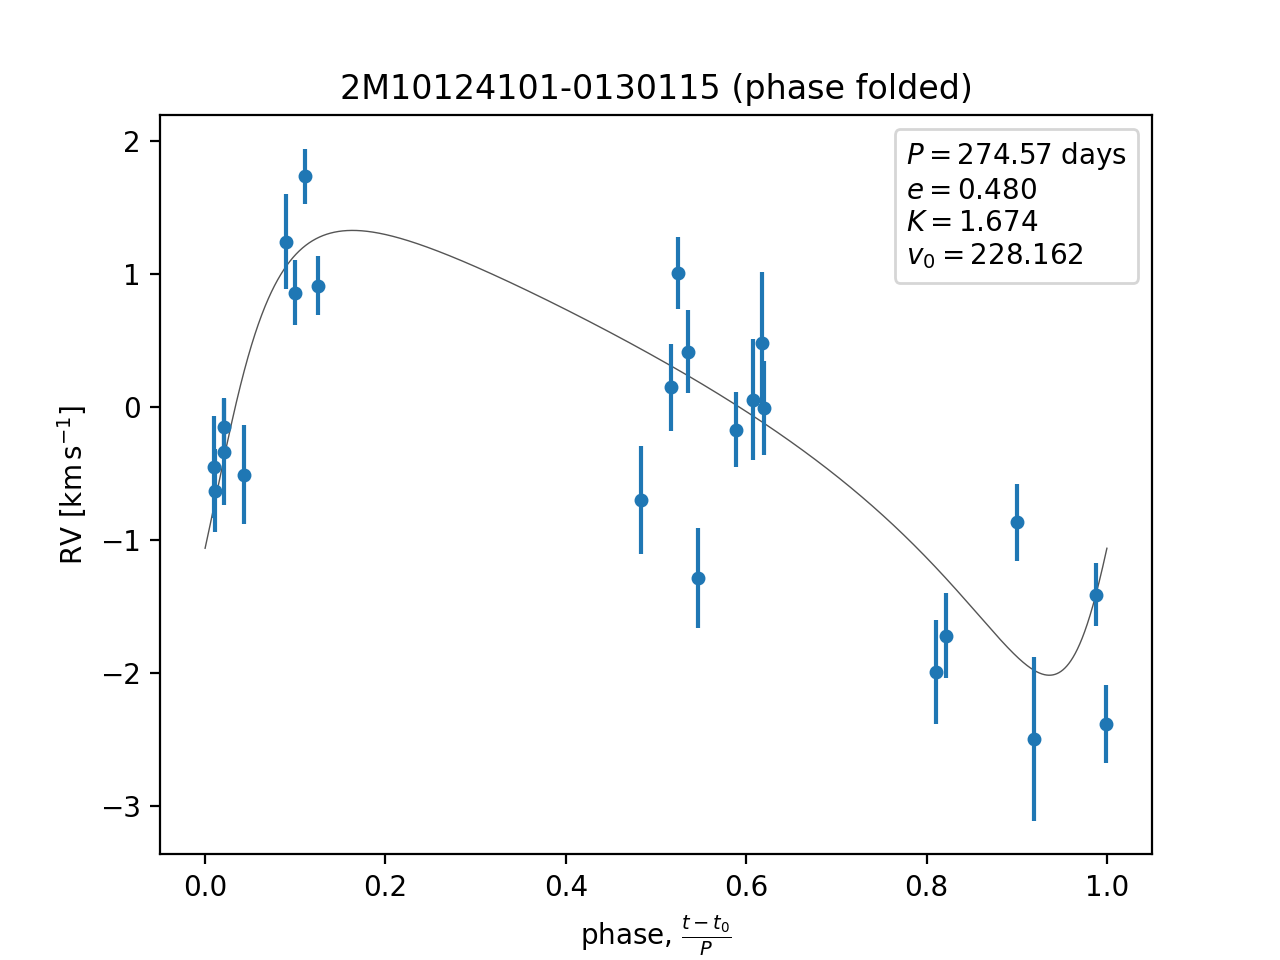 2M10124101-0130115 (phase folded)
P = 274.57 days
e = 0.480
K = 1.674
v₀ = 228.162
RV [km s⁻¹]
2
1
0
−1
−2
−3
0.0 0.2 0.4 0.6 0.8 1.0
phase, (t − t₀)/P